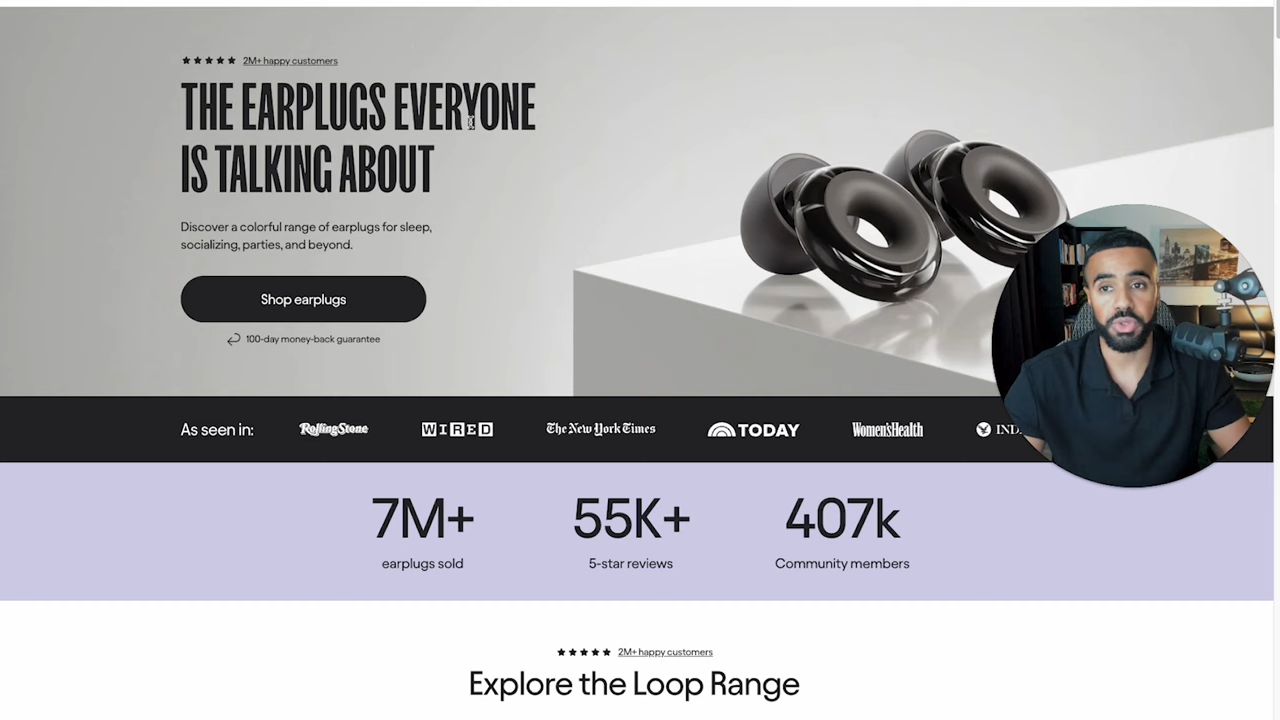 2M+ happy customers
THE EARPLUGS EVERYONE
IS TALKING ABOUT
Discover a colorful range of earplugs for sleep,
socializing, parties, and beyond.
Shop earplugs
100-day money-back guarantee
As seen in:
RollingStone
WIRED
The New York Times
TODAY
Women'sHealth
7M+
55K+
407k
earplugs sold
5-star reviews
Community members
2M+ happy customers
Explore the Loop Range